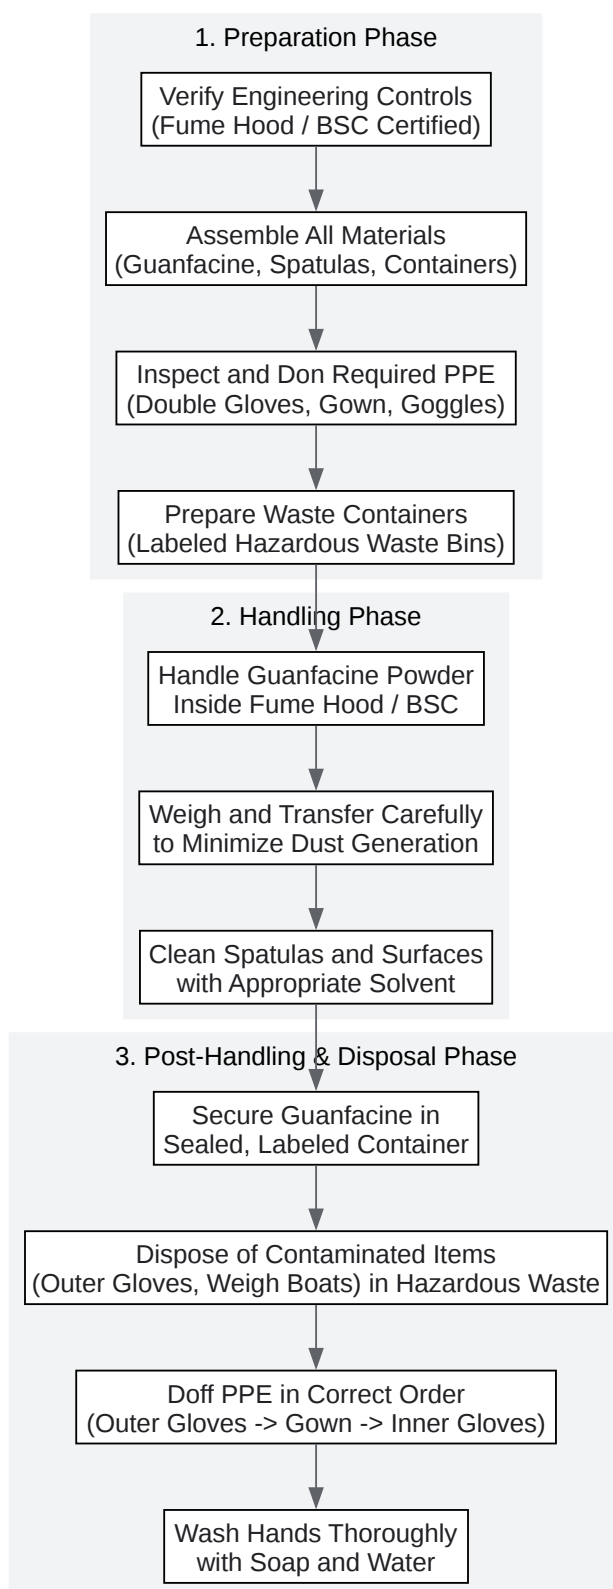 1. Preparation Phase
Verify Engineering Controls
(Fume Hood / BSC Certified)
Assemble All Materials
(Guanfacine, Spatulas, Containers)
Inspect and Don Required PPE
(Double Gloves, Gown, Goggles)
Prepare Waste Containers
(Labeled Hazardous Waste Bins)
2. Handling Phase
Handle Guanfacine Powder
Inside Fume Hood / BSC
Weigh and Transfer Carefully
to Minimize Dust Generation
Clean Spatulas and Surfaces
with Appropriate Solvent
3. Post-Handling & Disposal Phase
Secure Guanfacine in
Sealed, Labeled Container
Dispose of Contaminated Items
(Outer Gloves, Weigh Boats) in Hazardous Waste
Doff PPE in Correct Order
(Outer Gloves -> Gown -> Inner Gloves)
Wash Hands Thoroughly
with Soap and Water